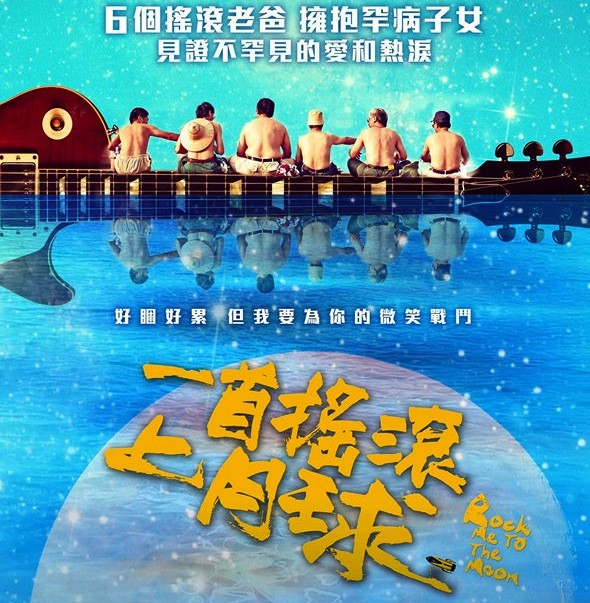 6個搖滾老爸 擁抱罕病子女
見證不罕見的愛和熱淚
好睏好累 但我要為你的微笑戰鬥
一首搖滾
上月球
Rock
Me To
The
Moon